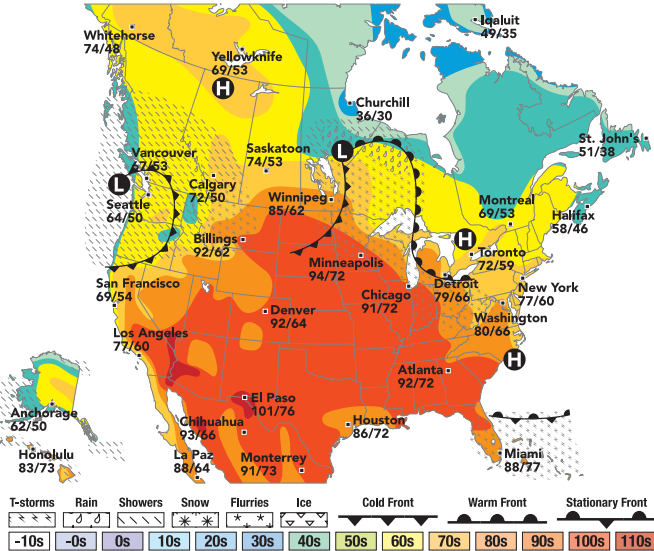 Iqaluit
49/35
Whitehorse
74/48
Yellowknife
69/53
H
Churchill
36/30
St. John's
51/38
Vancouver
67/53
Saskatoon
74/53
L
L
Calgary
72/50
Winnipeg
85/62
Montreal
69/53
Seattle
64/50
Halifax
58/46
Billings
92/62
H
Toronto
72/59
Minneapolis
94/72
San Francisco
69/54
Chicago
91/72
Detroit
79/66
New York
77/60
Denver
92/64
Washington
80/66
Los Angeles
77/60
H
Atlanta
92/72
El Paso
101/76
Anchorage
62/50
Chihuahua
93/66
Houston
86/72
Honolulu
83/73
La Paz
88/64
Monterrey
91/73
Miami
88/77
T-storms Rain Showers Snow Flurries Ice Cold Front Warm Front Stationary Front
-10s -0s 0s 10s 20s 30s 40s 50s 60s 70s 80s 90s 100s 110s